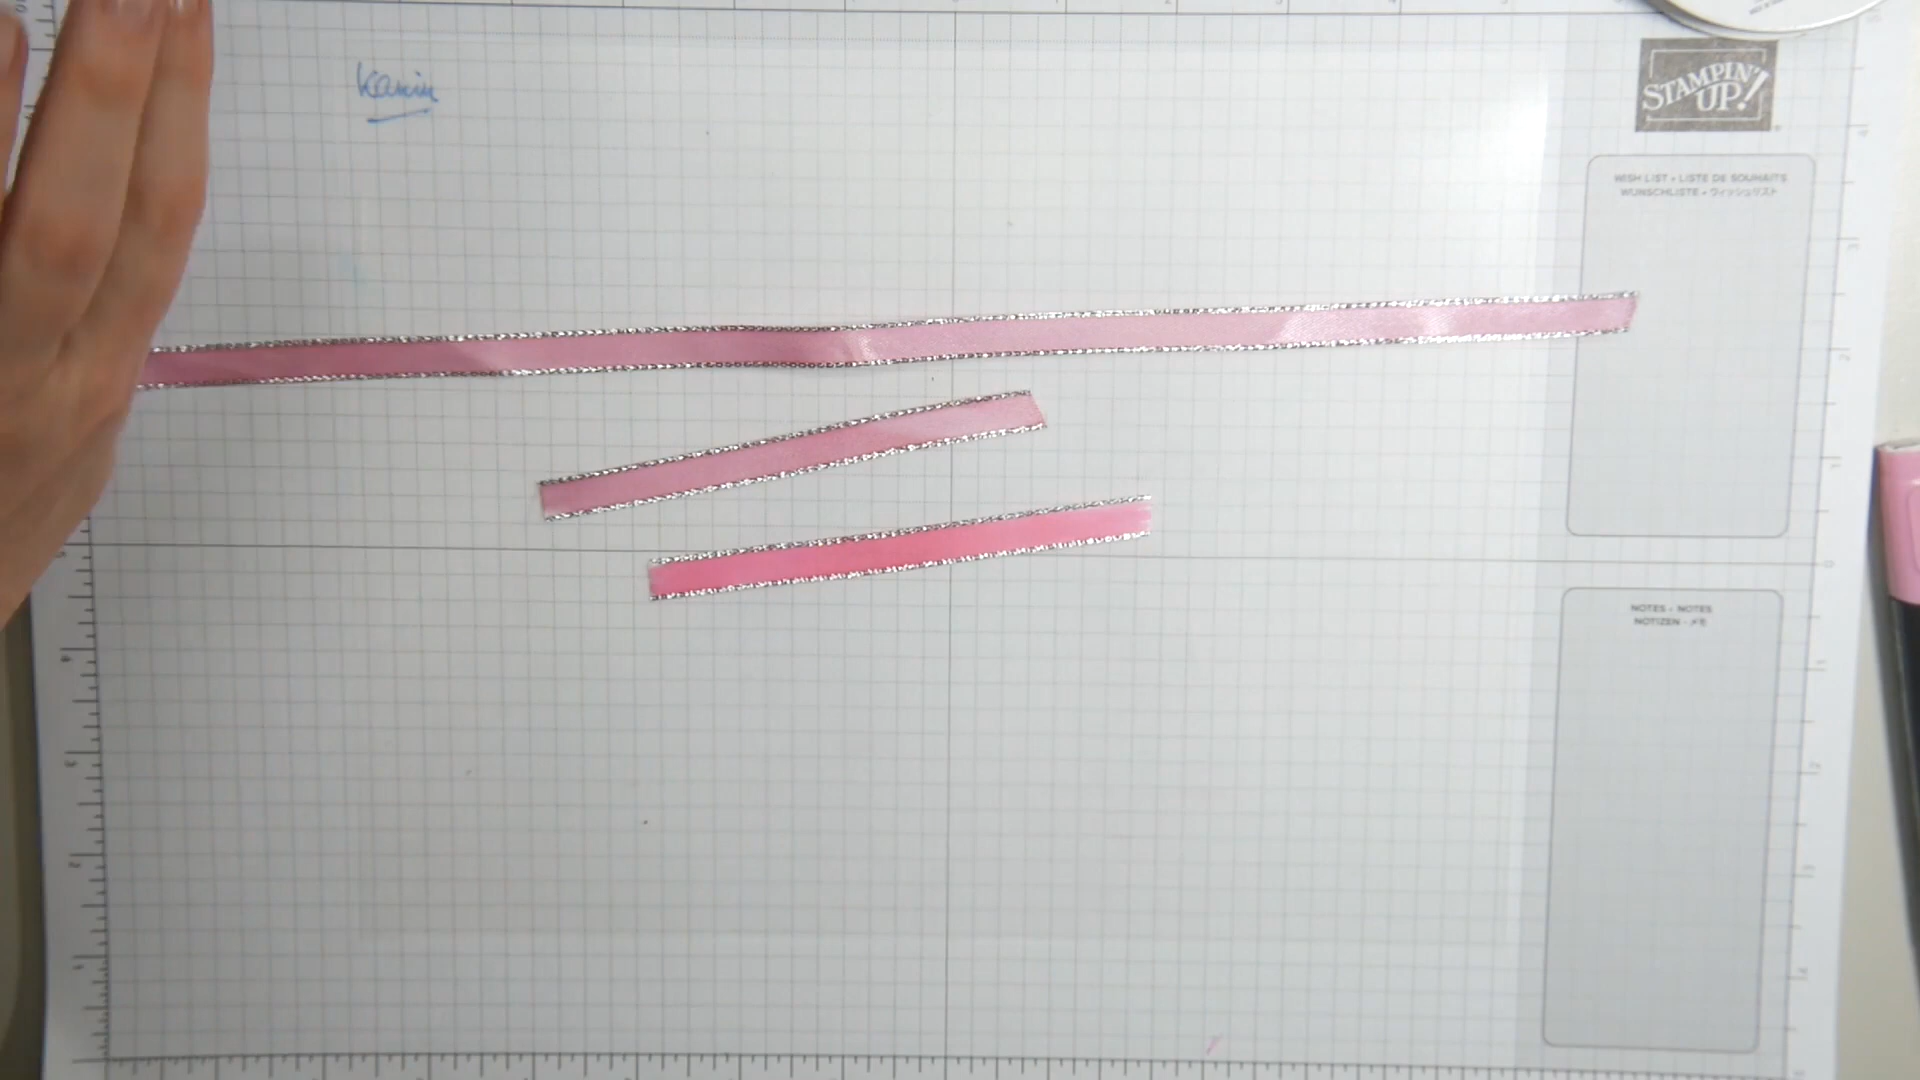 Karin
STAMPIN'
UP!
WISH LIST • LISTE DE SOUHAITS
WUNSCHLISTE • ウィッシュリスト
NOTES • NOTES
NOTIZEN • メモ